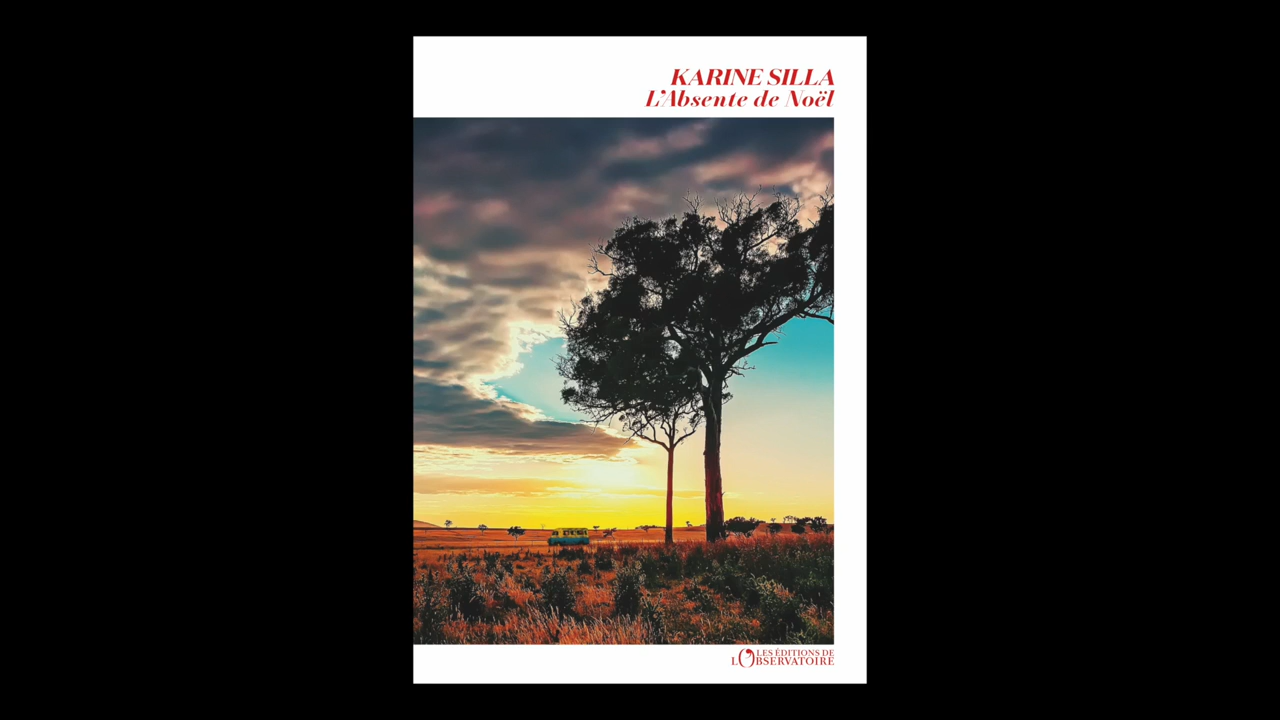 KARINE SILLA
L'Absente de Noël
LES ÉDITIONS DE
L'OBSERVATOIRE